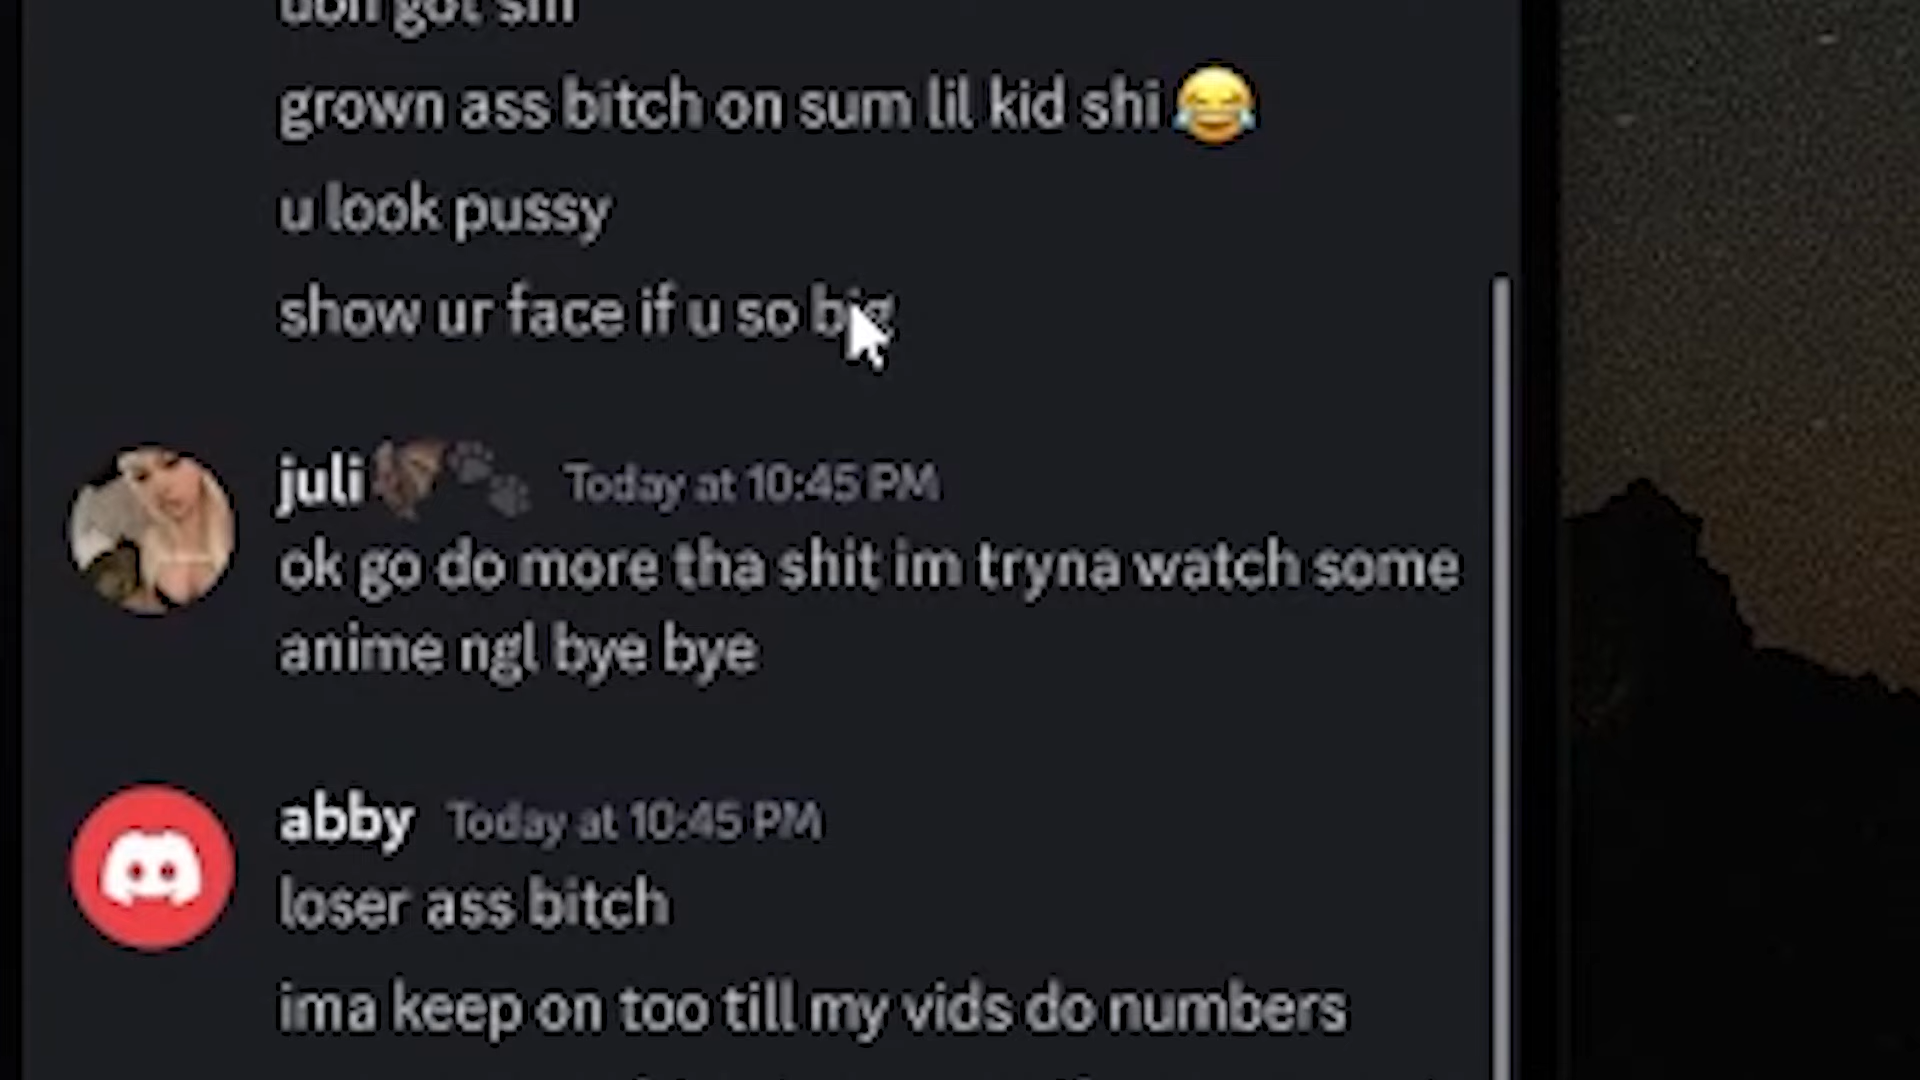 grown ass bitch on sum lil kid shi 😂
u look pussy
show ur face if u so big
juli Today at 10:45 PM
ok go do more tha shit im tryna watch some
anime ngl bye bye
abby Today at 10:45 PM
loser ass bitch
ima keep on too till my vids do numbers